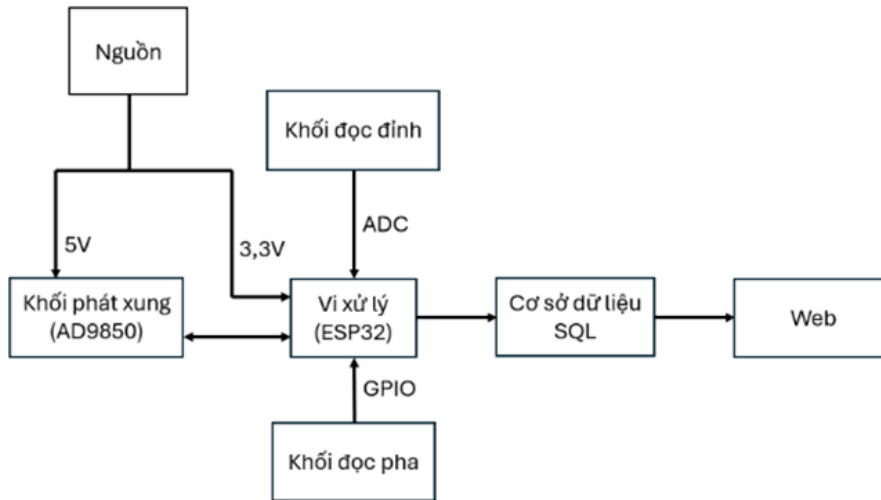 Nguồn
Khối đọc đỉnh
5V
3,3V
ADC
Khối phát xung
(AD9850)
Vi xử lý
(ESP32)
Cơ sở dữ liệu
SQL
Web
GPIO
Khối đọc pha